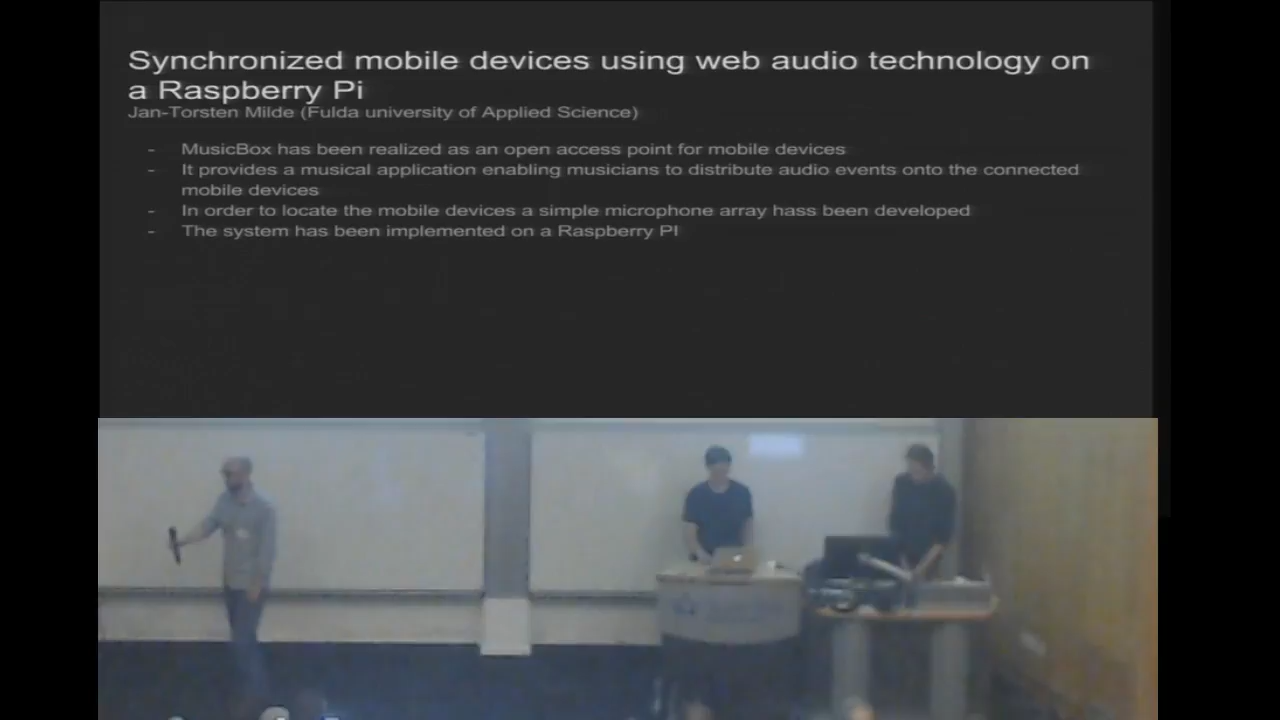 Synchronized mobile devices using web audio technology on
a Raspberry Pi
Jan-Torsten Milde (Fulda university of Applied Science)
- MusicBox has been realized as an open access point for mobile devices
- It provides a musical application enabling musicians to distribute audio events onto the connected
mobile devices
- In order to locate the mobile devices a simple microphone array hass been developed
- The system has been implemented on a Raspberry PI